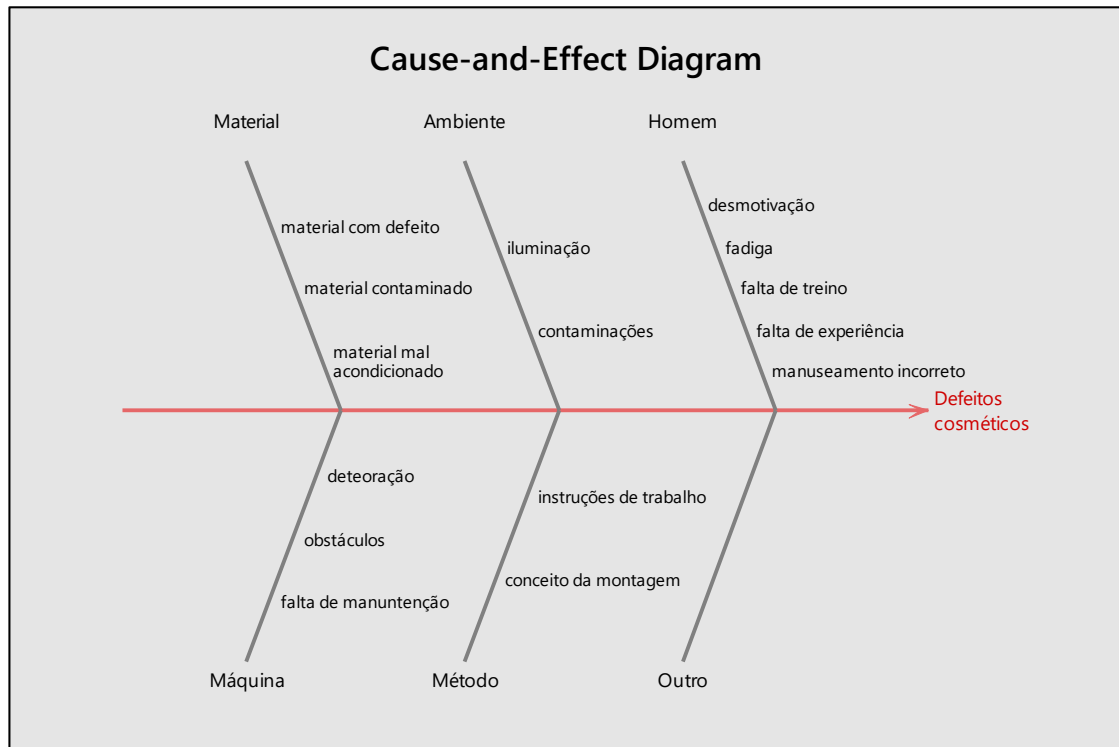 Cause-and-Effect Diagram
Material
Ambiente
Homem
material com defeito
material contaminado
material mal
acondicionado
iluminação
contaminações
desmotivação
fadiga
falta de treino
falta de experiência
manuseamento incorreto
Defeitos
cosméticos
deteoração
obstáculos
falta de manuntenção
instruções de trabalho
conceito da montagem
Máquina
Método
Outro